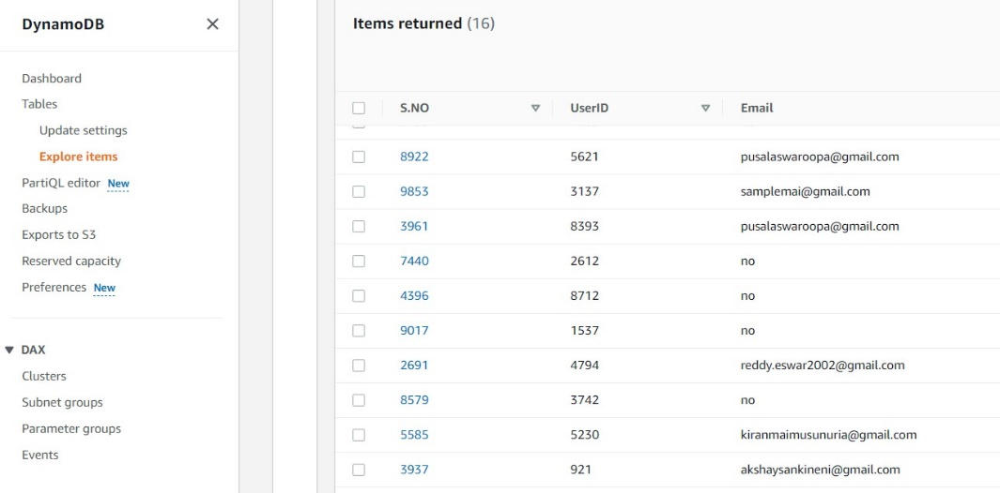 DynamoDB
Dashboard
Tables
Update settings
Explore items
PartiQL editor New
Backups
Exports to S3
Reserved capacity
Preferences New
DAX
Clusters
Subnet groups
Parameter groups
Events
Items returned (16)
S.NO UserID Email
8922 5621 pusalaswaroopa@gmail.com
9853 3137 samplemai@gmail.com
3961 8393 pusalaswaroopa@gmail.com
7440 2612 no
4396 8712 no
9017 1537 no
2691 4794 reddy.eswar2002@gmail.com
8579 3742 no
5585 5230 kiranmaimusunuria@gmail.com
3937 921 akshaysankineni@gmail.com